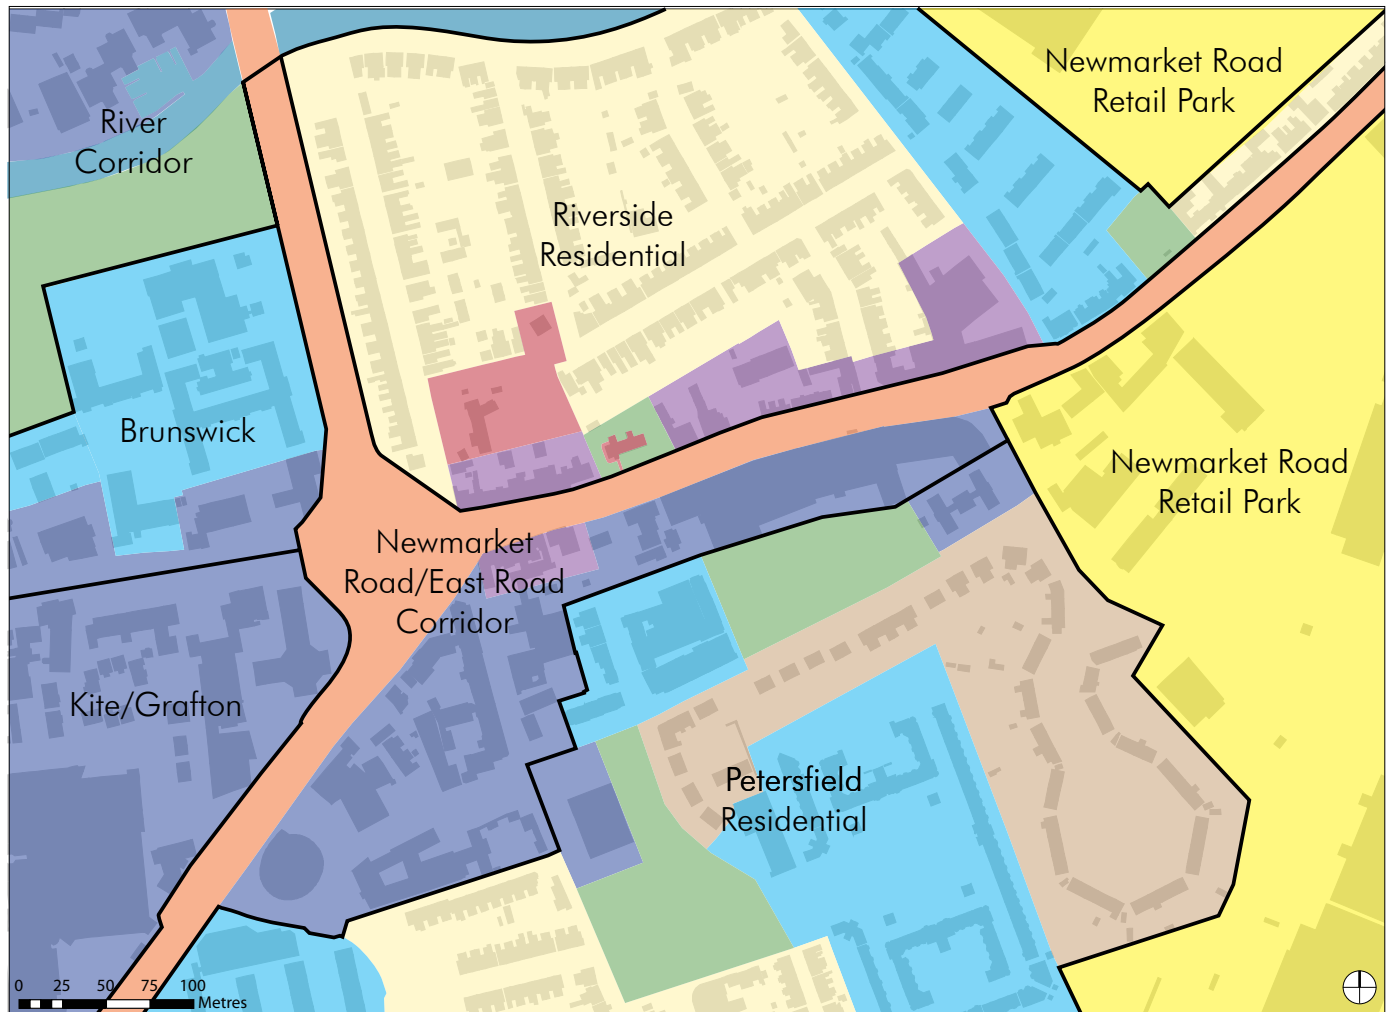 Newmarket Road
Retail Park
River
Corridor
Riverside
Residential
Brunswick
Newmarket Road
Retail Park
Newmarket
Road/East Road
Corridor
Kite/Grafton
Petersfield
Residential
0 25 50 75 100
Metres